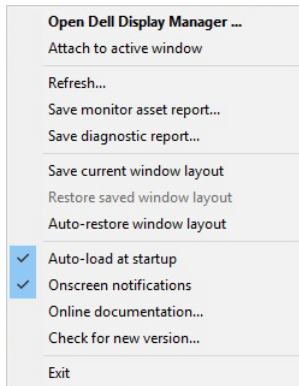 Open Dell Display Manager ...
Attach to active window
Refresh...
Save monitor asset report...
Save diagnostic report...
Save current window layout
Restore saved window layout
Auto-restore window layout
Auto-load at startup
Onscreen notifications
Online documentation...
Check for new version...
Exit